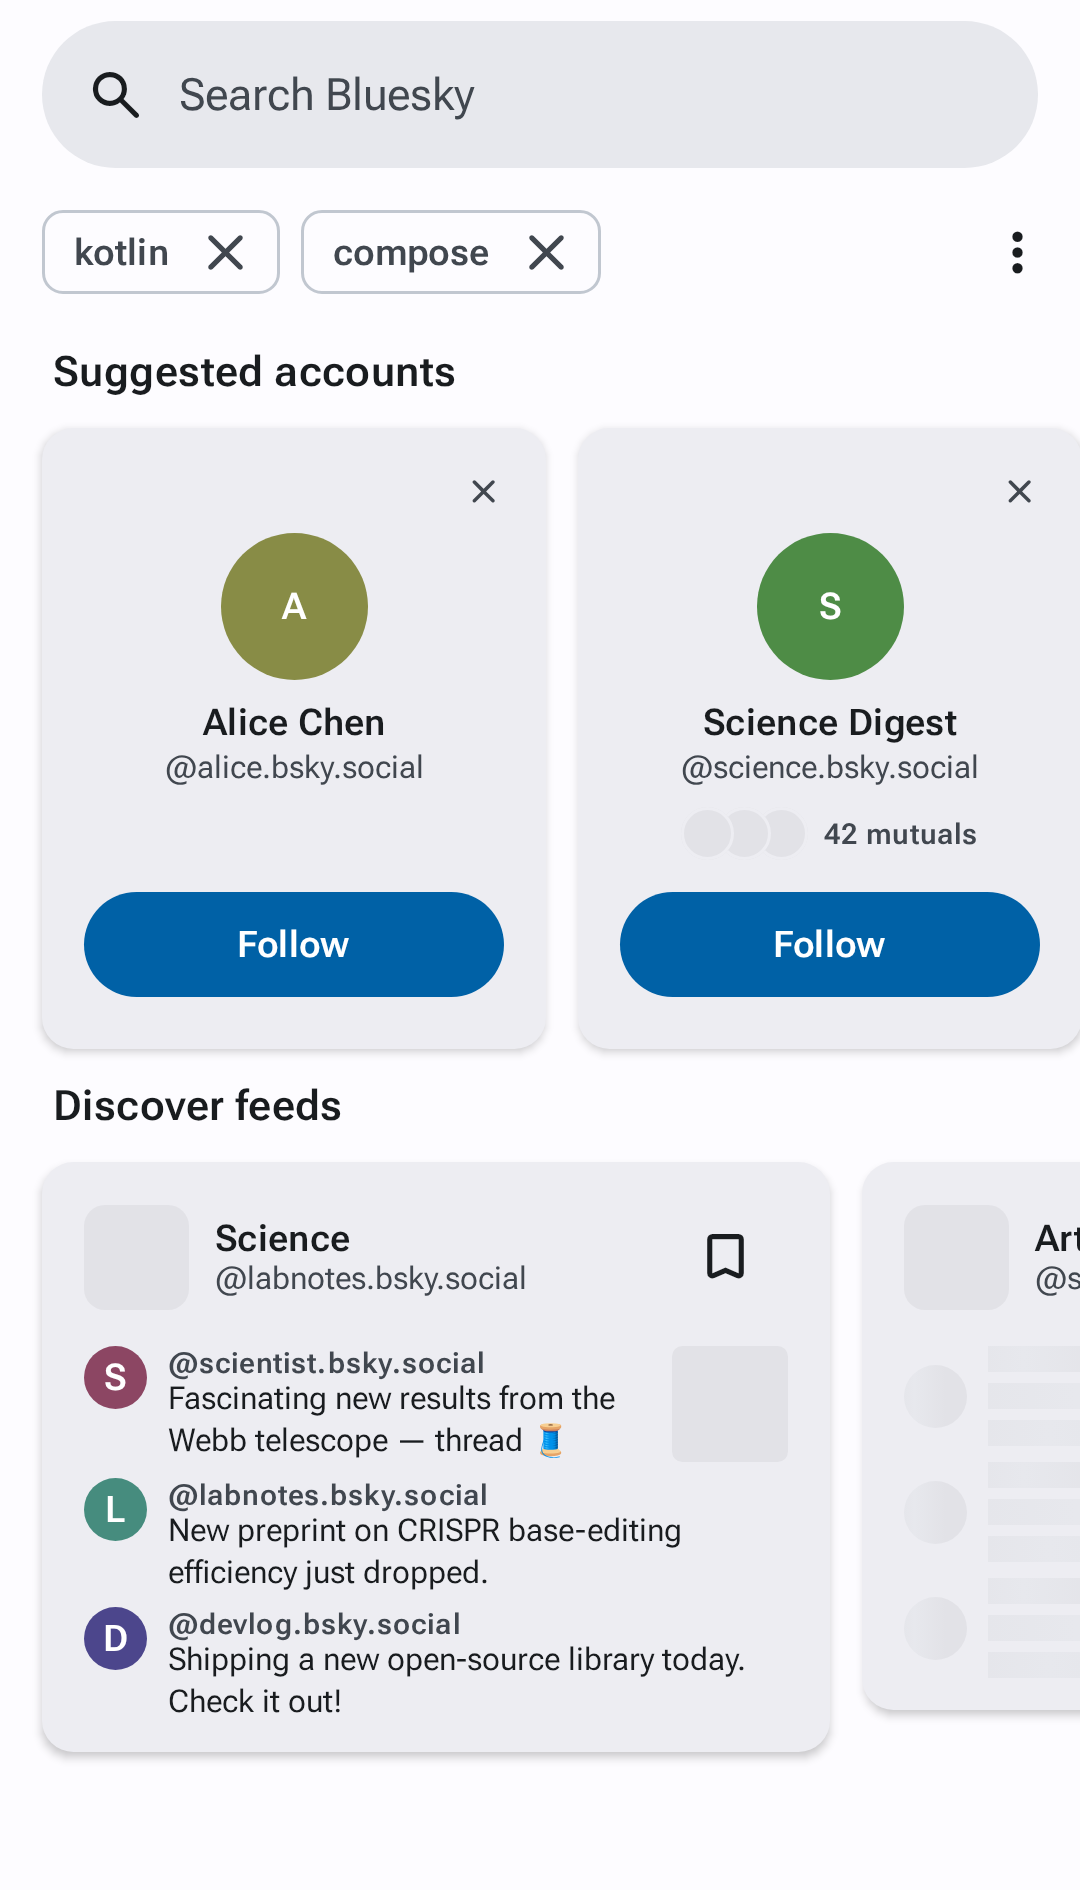 Search Bluesky
kotlin
compose
Suggested accounts
A
Alice Chen
@alice.bsky.social
Follow
S
Science Digest
@science.bsky.social
42 mutuals
Follow
Discover feeds
Science
@labnotes.bsky.social
S
@scientist.bsky.social
Fascinating new results from the
Webb telescope — thread 🧵
L
@labnotes.bsky.social
New preprint on CRISPR base-editing
efficiency just dropped.
D
@devlog.bsky.social
Shipping a new open-source library today.
Check it out!
Art
@s